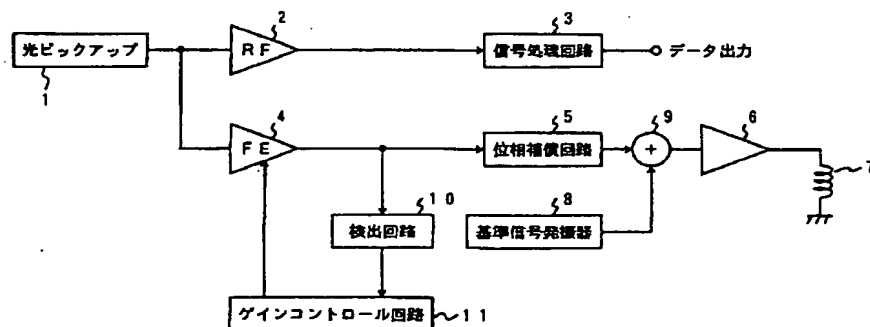 光ピックアップ
1
RF
2
信号処理回路
3
データ出力
FE
4
位相補償回路
5
+
9
6
7
検出回路
10
基準信号発振器
8
ゲインコントロール回路
11